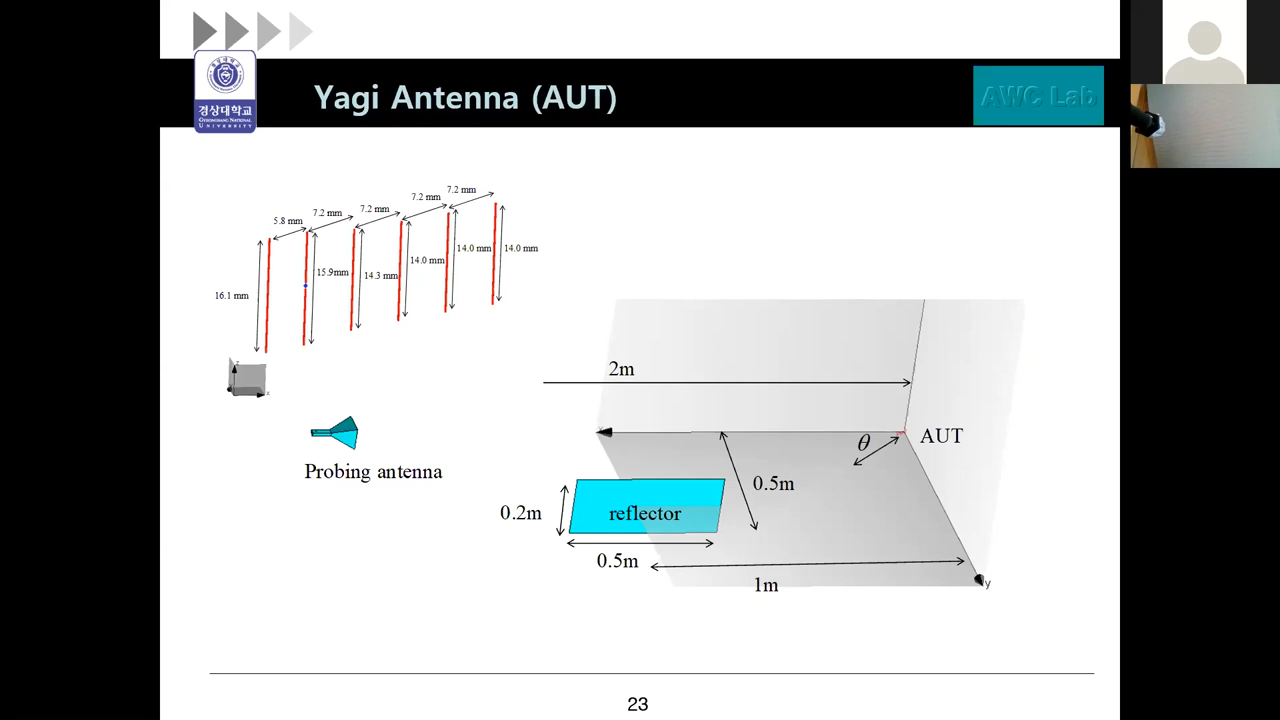 경상대학교
GYEONGSANG NATIONAL
UNIVERSITY
Yagi Antenna (AUT)
AWC Lab
7.2 mm
7.2 mm
7.2 mm
7.2 mm
5.8 mm
16.1 mm
15.9mm
14.3 mm
14.0 mm
14.0 mm
14.0 mm
z
x
Probing antenna
2m
θ
AUT
0.5m
0.2m
reflector
0.5m
1m
y
23